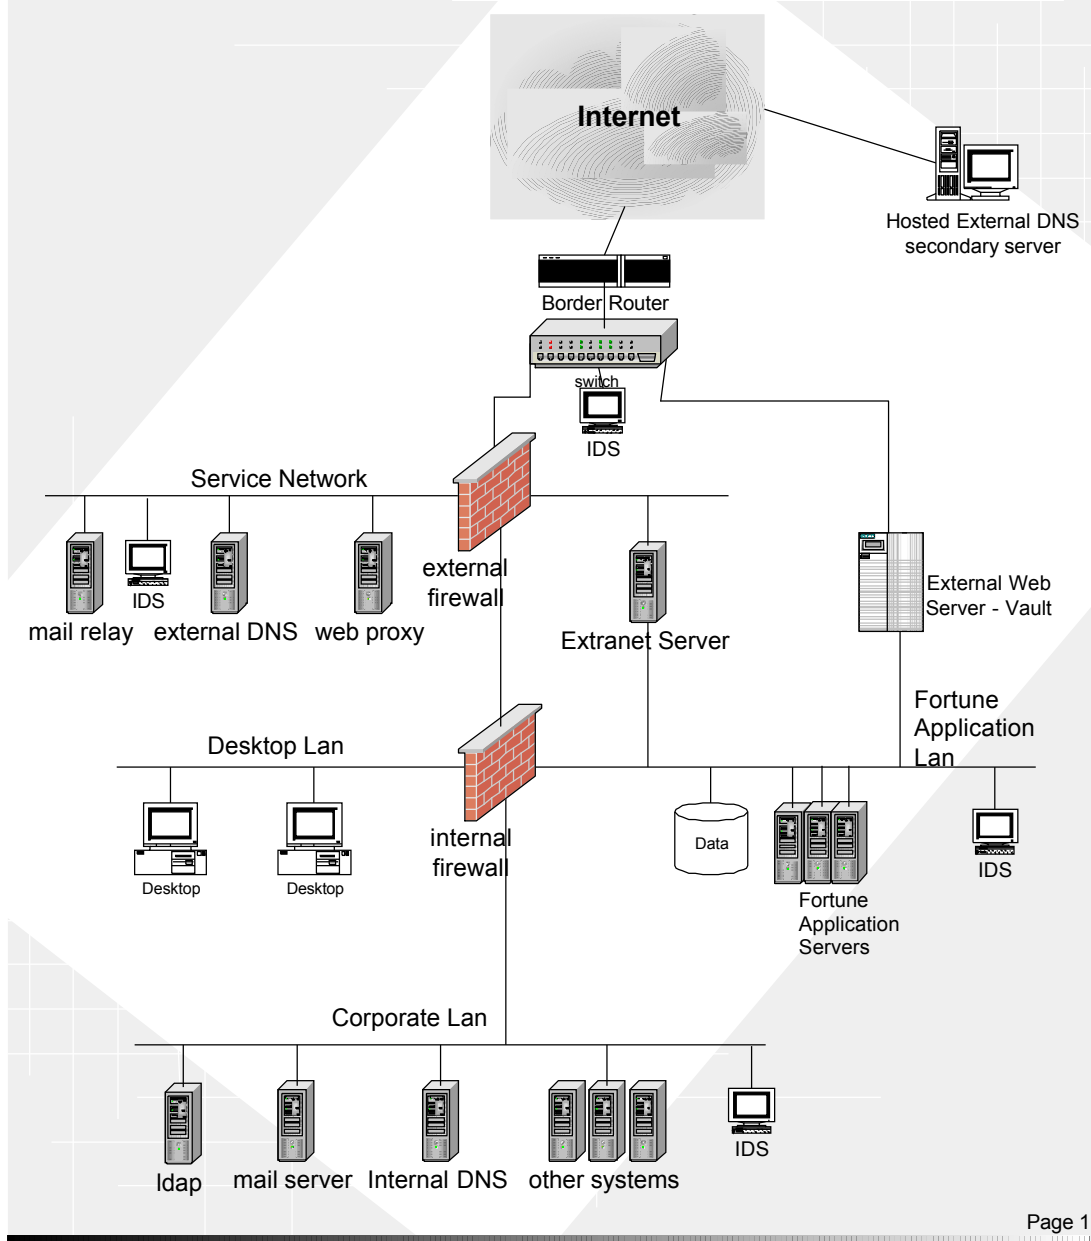 Internet
Hosted External DNS
secondary server
Border Router
switch
IDS
Service Network
external
firewall
IDS
mail relay
external DNS
web proxy
Extranet Server
External Web
Server - Vault
Fortune
Application
Lan
Desktop Lan
internal
firewall
Data
Desktop
Desktop
IDS
Fortune
Application
Servers
Corporate Lan
ldap
mail server
Internal DNS
other systems
IDS
Page 1